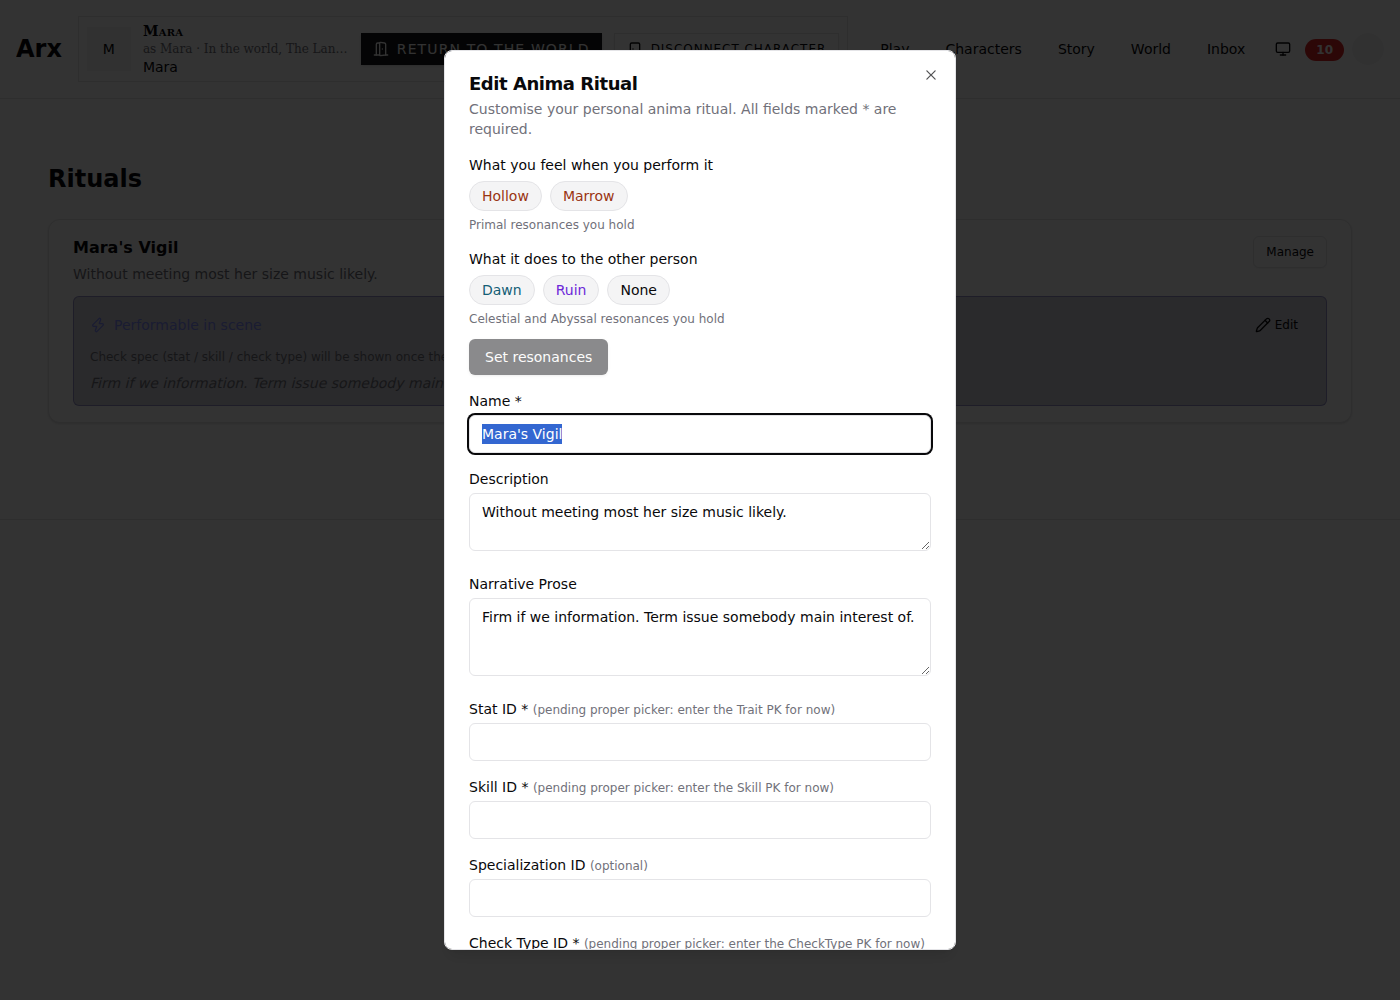 Arx
M
Mara
as Mara · In the world, The Lan...
Mara
RETURN TO THE WORLD
DISCONNECT CHARACTER
Play
Characters
Story
World
Inbox
10
Rituals
Mara's Vigil
Without meeting most her size music likely.
Manage
Performable in scene
Edit
Check spec (stat / skill / check type) will be shown once the
Firm if we information. Term issue somebody main
Edit Anima Ritual
Customise your personal anima ritual. All fields marked * are
required.
What you feel when you perform it
Hollow
Marrow
Primal resonances you hold
What it does to the other person
Dawn
Ruin
None
Celestial and Abyssal resonances you hold
Set resonances
Name *
Mara's Vigil
Description
Without meeting most her size music likely.
Narrative Prose
Firm if we information. Term issue somebody main interest of.
Stat ID * (pending proper picker: enter the Trait PK for now)
Skill ID * (pending proper picker: enter the Skill PK for now)
Specialization ID (optional)
Check Type ID * (pending proper picker: enter the CheckType PK for now)